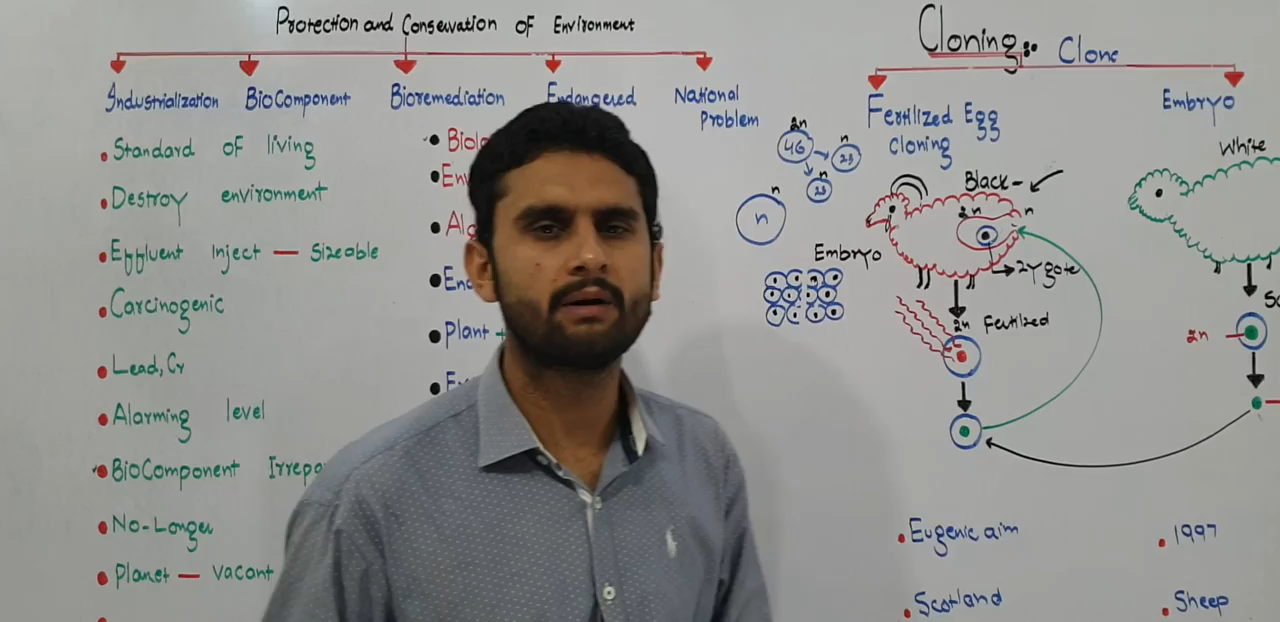 Protection and Conservation of Environment
Industrialization
BioComponent
Bioremediation
Endangered
National
Problem
Standard of living
Destroy environment
Effluent Inject — Sizeable
Carcinogenic
Lead, Cr
Alarming level
BioComponent
No-Longer
Planet — vacant
Plant +
Cloning:
Clone
Fertilized Egg
cloning
Embryo
2n
46
n
23
n
23
n
n
Embryo
Black -
2n
n
Zygote
2n Fertilized
White
2n
Eugenic aim
Scotland
1997
Sheep